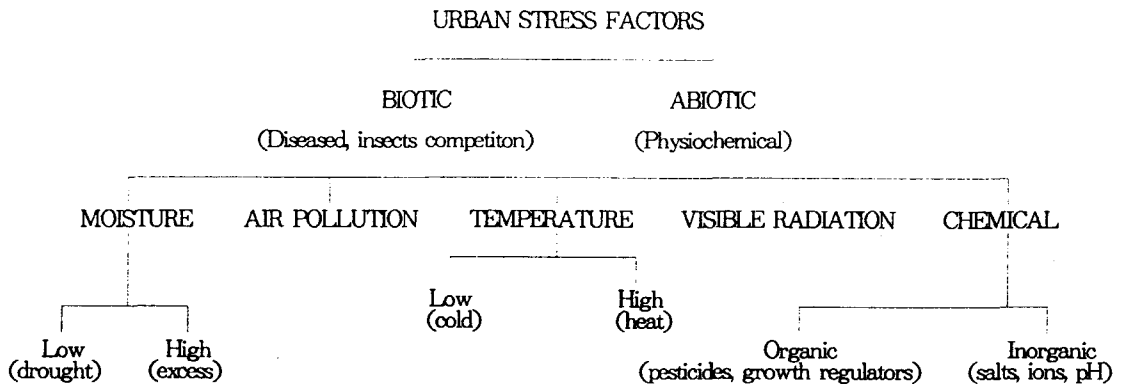 URBAN STRESS FACTORS
BIOTIC ABIOTIC
(Diseased, insects competiton) (Physiochemical)
MOISTURE AIR POLLUTION TEMPERATURE VISIBLE RADIATION CHEMICAL
Low High
(cold) (heat)
Low High Organic Inorganic
(drought) (excess) (pesticides, growth regulators) (salts, ions, pH)